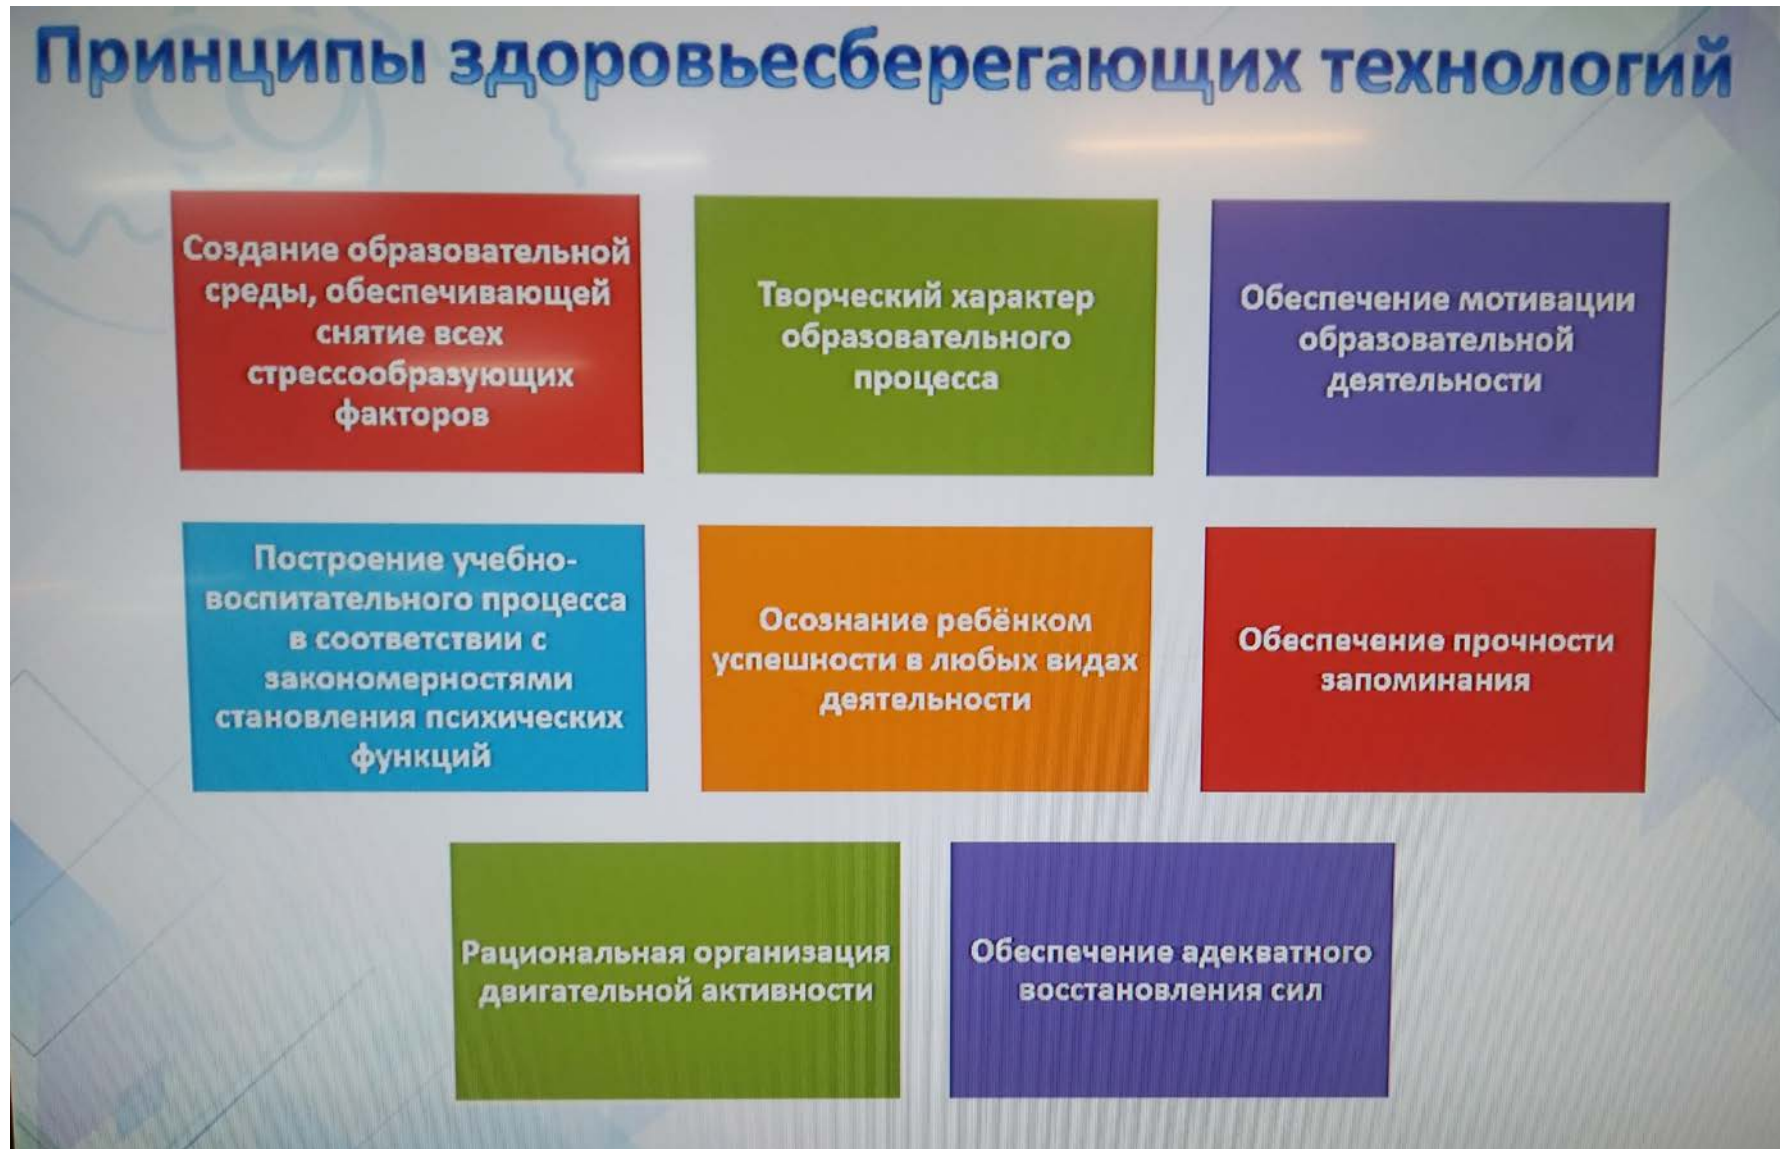 Принципы здоровьесберегающих технологий
Создание образовательной
среды, обеспечивающей
снятие всех
стрессообразующих
факторов
Творческий характер
образовательного
процесса
Обеспечение мотивации
образовательной
деятельности
Построение учебно-
воспитательного процесса
в соответствии с
закономерностями
становления психических
функций
Осознание ребёнком
успешности в любых видах
деятельности
Обеспечение прочности
запоминания
Рациональная организация
двигательной активности
Обеспечение адекватного
восстановления сил